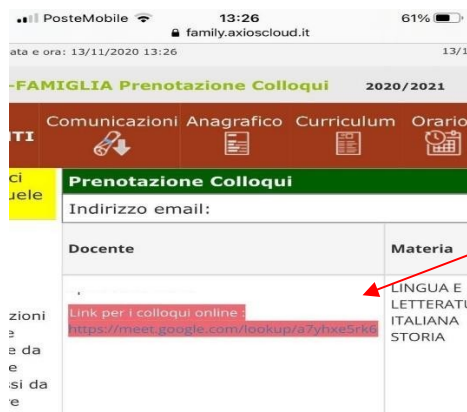 PosteMobile 13:26 61%
family.axioscloud.it
ata e ora: 13/11/2020 13:26 13/1
-FAMIGLIA Prenotazione Colloqui 2020/2021
TI Comunicazioni Anagrafico Curriculum Orario
ci
uele
Prenotazione Colloqui
Indirizzo email:
Docente Materia
Link per i colloqui online :
https://meet.google.com/lookup/a7yhxe5rk6
LINGUA E
LETTERATU
ITALIANA
STORIA
zioni
e
e da
e
si da
re